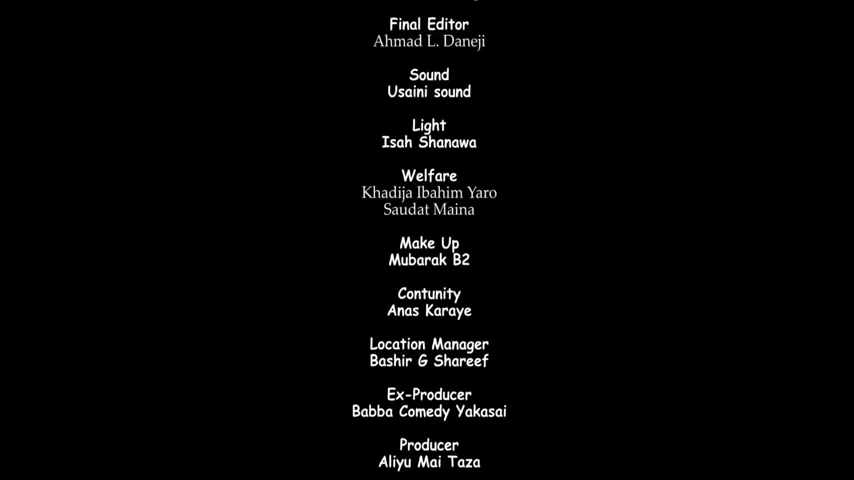 Final Editor
Ahmad L. Daneji
Sound
Usaini sound
Light
Isah Shanawa
Welfare
Khadija Ibahim Yaro
Saudat Maina
Make Up
Mubarak B2
Contunity
Anas Karaye
Location Manager
Bashir G Shareef
Ex-Producer
Babba Comedy Yakasai
Producer
Aliyu Mai Taza